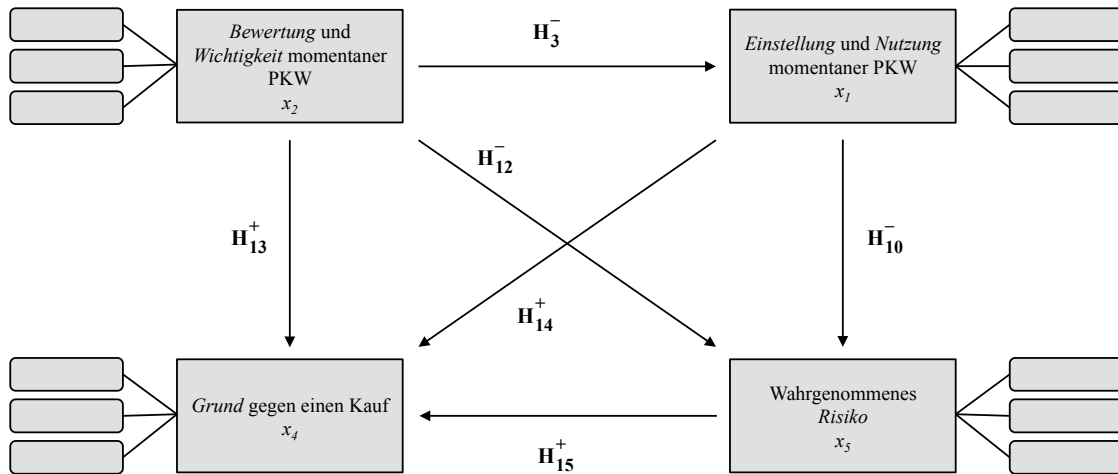 Bewertung und
Wichtigkeit momentaner
PKW
x2
H3−
Einstellung und Nutzung
momentaner PKW
x1
H12−
H13+
H10−
H14+
Grund gegen einen Kauf
x4
Wahrgenommenes
Risiko
x5
H15+